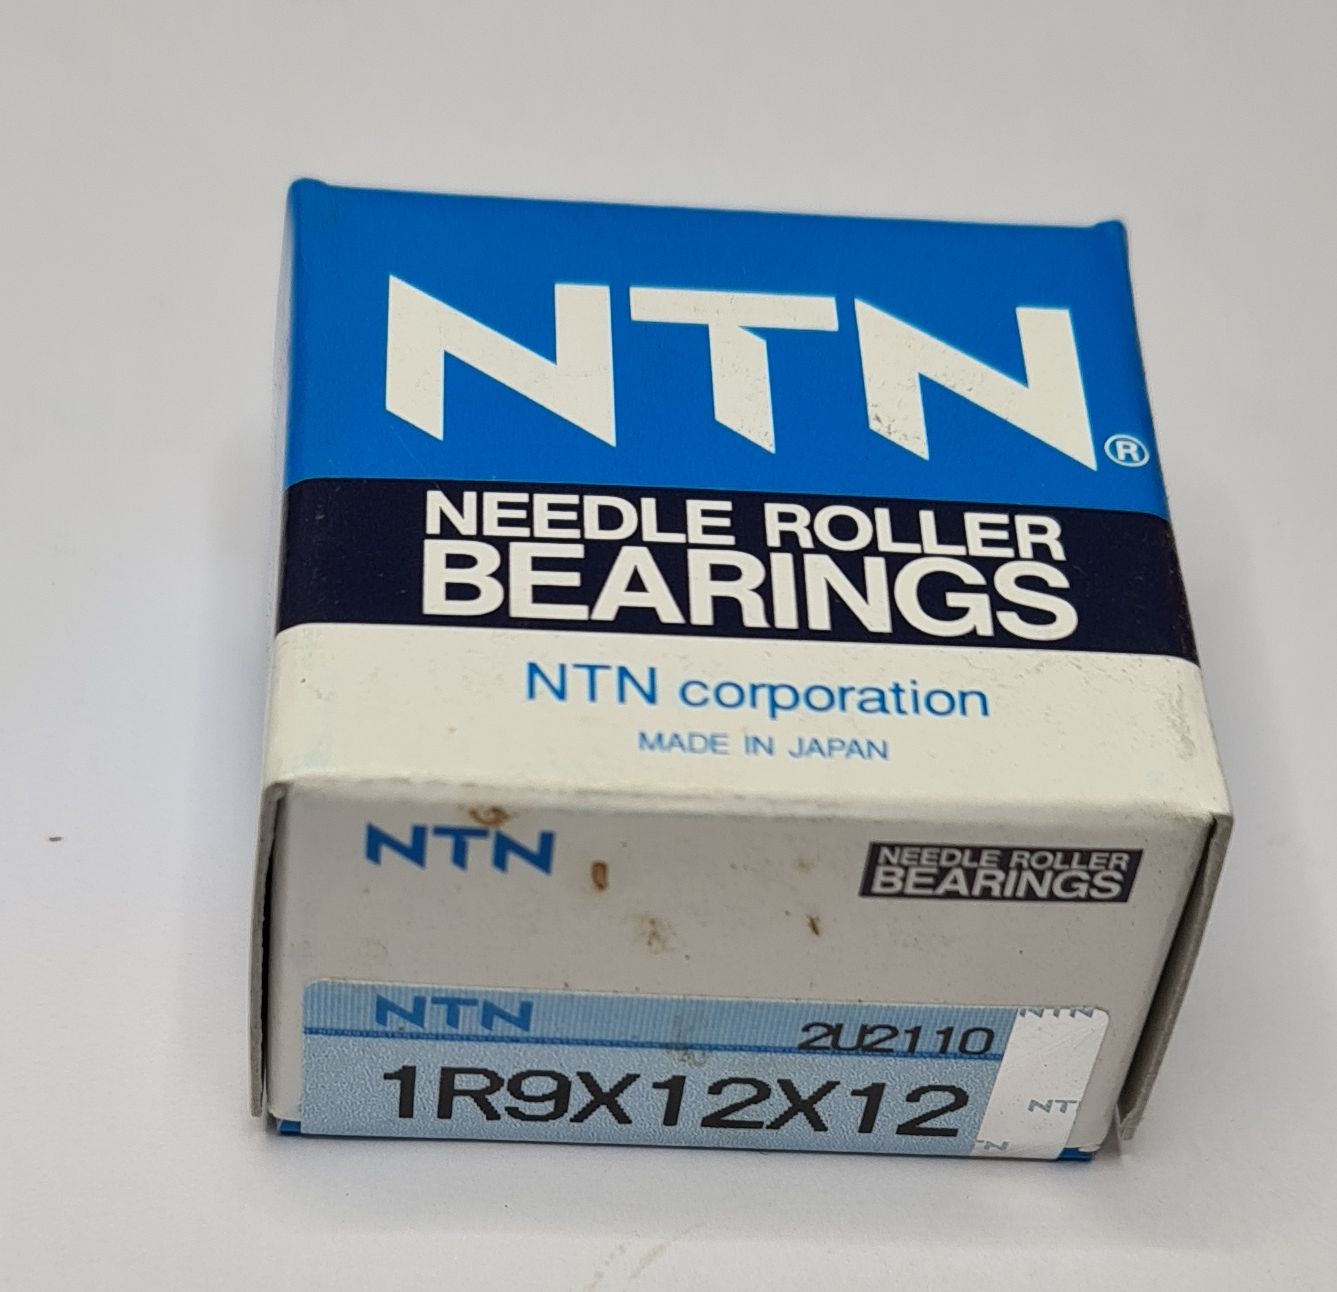 NTN®
NEEDLE ROLLER
BEARINGS
NTN corporation
MADE IN JAPAN
NTN
NEEDLE ROLLER
BEARINGS
NTN
2U2110
1R9X12X12